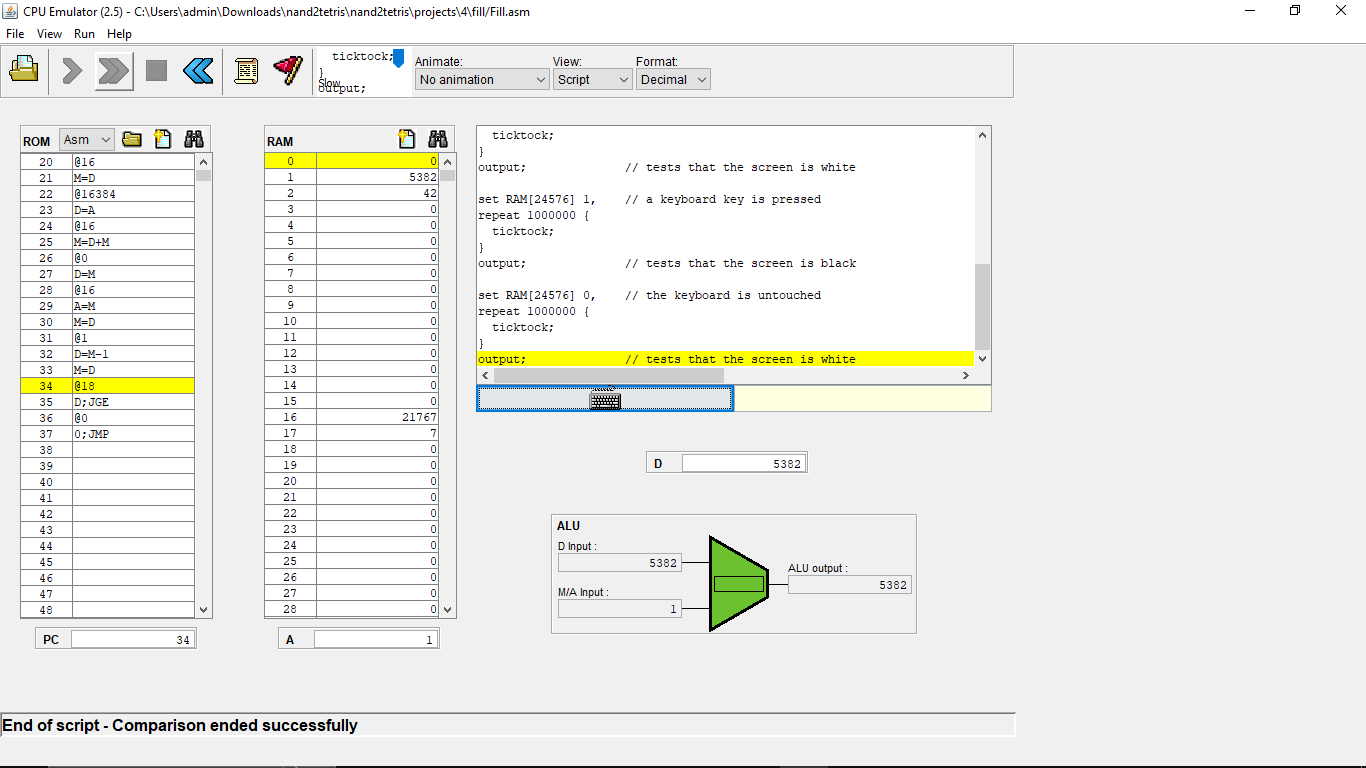 CPU Emulator (2.5) - C:\Users\admin\Downloads\nand2tetris\nand2tetris\projects\4\fill/Fill.asm
File View Run Help
ticktock;
}
Slow
output;
Animate:
No animation
View:
Script
Format:
Decimal
ROM Asm
20 @16
21 M=D
22 @16384
23 D=A
24 @16
25 M=D+M
26 @0
27 D=M
28 @16
29 A=M
30 M=D
31 @1
32 D=M-1
33 M=D
34 @18
35 D;JGE
36 @0
37 0;JMP
38
39
40
41
42
43
44
45
46
47
48
PC 34
RAM
0 0
1 5382
2 42
3 0
4 0
5 0
6 0
7 0
8 0
9 0
10 0
11 0
12 0
13 0
14 0
15 0
16 21767
17 7
18 0
19 0
20 0
21 0
22 0
23 0
24 0
25 0
26 0
27 0
28 0
A 1
ticktock;
}
output; // tests that the screen is white
set RAM[24576] 1, // a keyboard key is pressed
repeat 1000000 {
ticktock;
}
output; // tests that the screen is black
set RAM[24576] 0, // the keyboard is untouched
repeat 1000000 {
ticktock;
}
output; // tests that the screen is white
D 5382
ALU
D Input :
5382
M/A Input :
1
ALU output :
5382
End of script - Comparison ended successfully